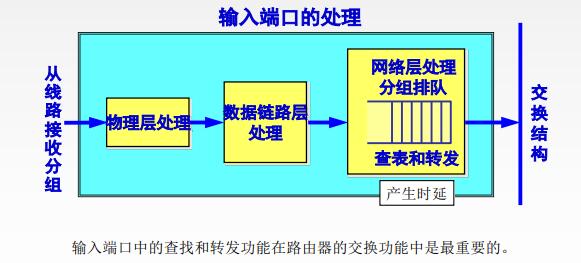 输入端口的处理
从线路接收分组
物理层处理
数据链路层
处理
网络层处理
分组排队
查表和转发
产生时延
交换结构
输入端口中的查找和转发功能在路由器的交换功能中是最重要的。